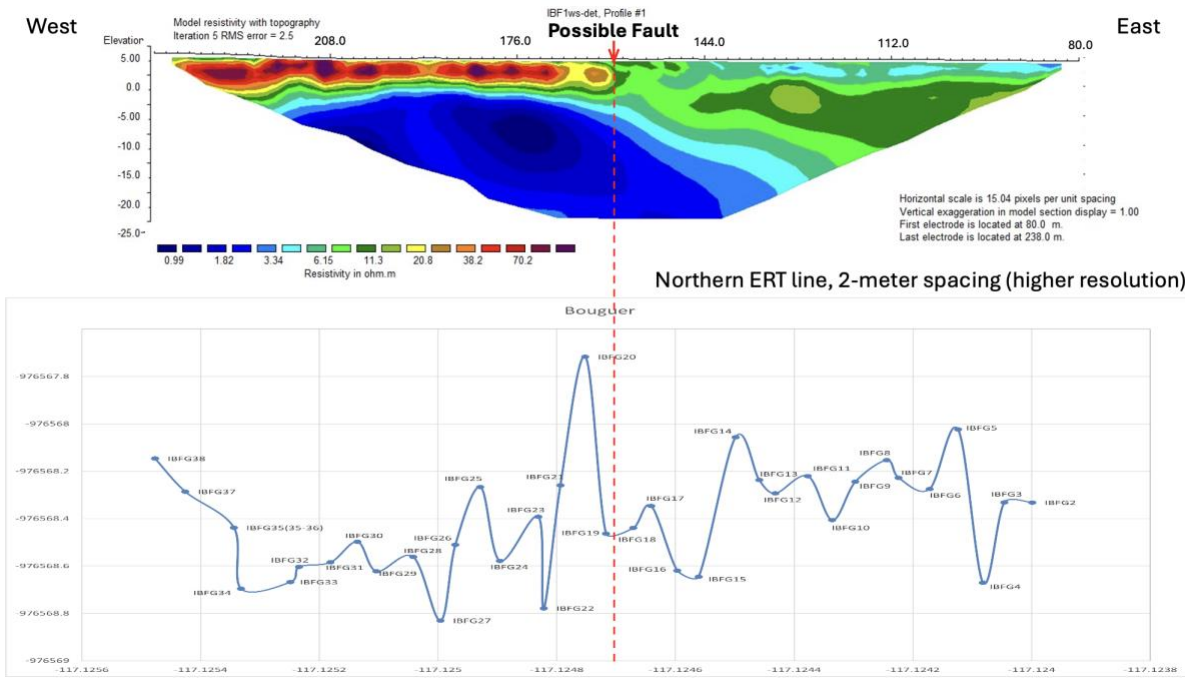 IBF1ws-det, Profile #1
West
Model resistivity with topography
Iteration 5 RMS error = 2.5
Possible Fault
East
Elevation
208.0
176.0
144.0
112.0
80.0
5.00
0.0
-5.00
-10.0
-15.0
-20.0
-25.0
Horizontal scale is 15.04 pixels per unit spacing
Vertical exaggeration in model section display = 1.00
First electrode is located at 80.0 m.
Last electrode is located at 238.0 m.
0.99 1.82 3.34 6.15 11.3 20.8 38.2 70.2
Resistivity in ohm.m
Northern ERT line, 2-meter spacing (higher resolution)
Bouguer
-976567.8
-976568
-976568.2
-976568.4
-976568.6
-976568.8
-976569
IBFG38
IBFG37
IBFG35(35-36)
IBFG34
IBFG33
IBFG32
IBFG31
IBFG30
IBFG29
IBFG28
IBFG27
IBFG26
IBFG25
IBFG24
IBFG23
IBFG22
IBFG21
IBFG20
IBFG19
IBFG18
IBFG17
IBFG16
IBFG15
IBFG14
IBFG13
IBFG12
IBFG11
IBFG10
IBFG9
IBFG8
IBFG7
IBFG6
IBFG5
IBFG4
IBFG3
IBFG2
-117.1256 -117.1254 -117.1252 -117.125 -117.1248 -117.1246 -117.1244 -117.1242 -117.124 -117.1238